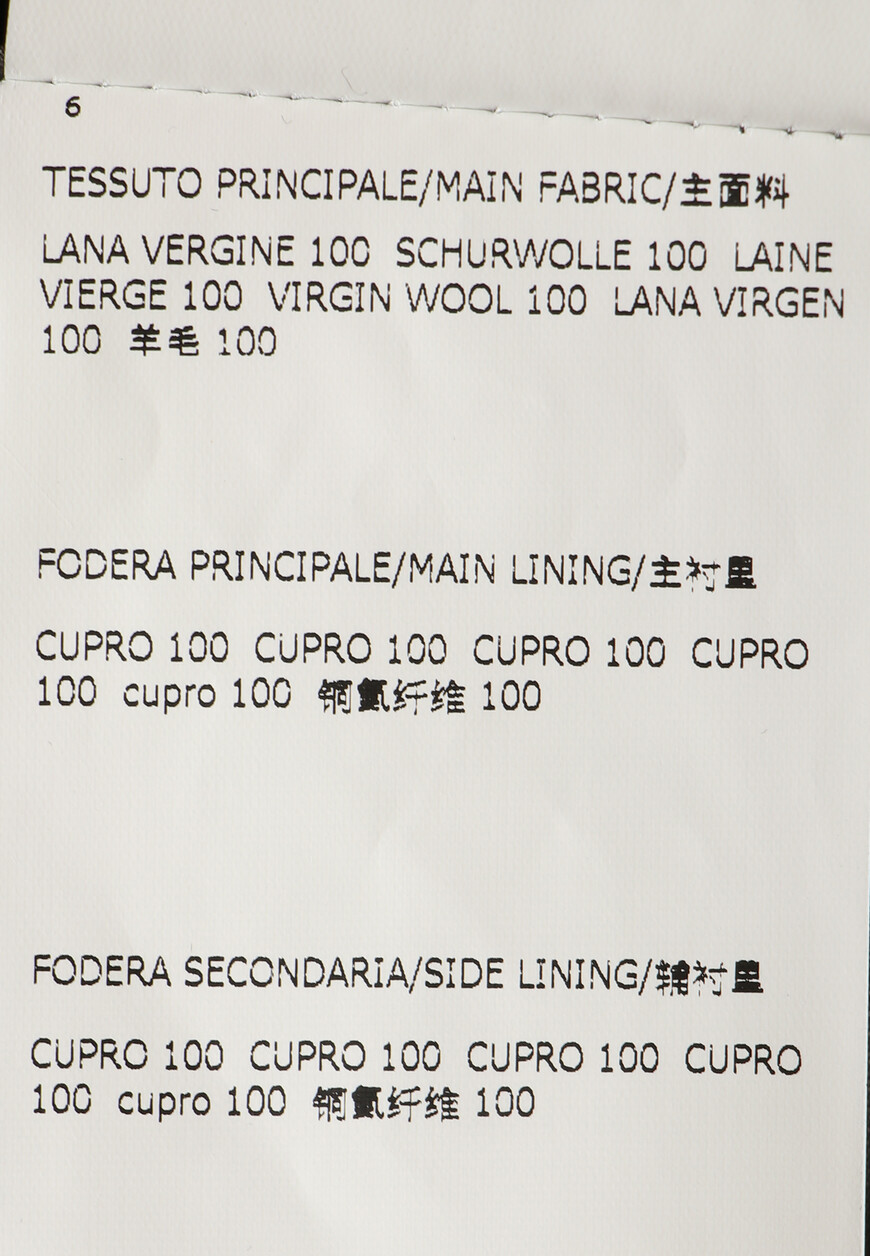 6
TESSUTO PRINCIPALE/MAIN FABRIC/主面料
LANA VERGINE 100 SCHURWOLLE 100 LAINE
VIERGE 100 VIRGIN WOOL 100 LANA VIRGEN
100 羊毛 100
FODERA PRINCIPALE/MAIN LINING/主衬里
CUPRO 100 CUPRO 100 CUPRO 100 CUPRO
100 cupro 100 铜氨纤维 100
FODERA SECONDARIA/SIDE LINING/辅衬里
CUPRO 100 CUPRO 100 CUPRO 100 CUPRO
100 cupro 100 铜氨纤维 100